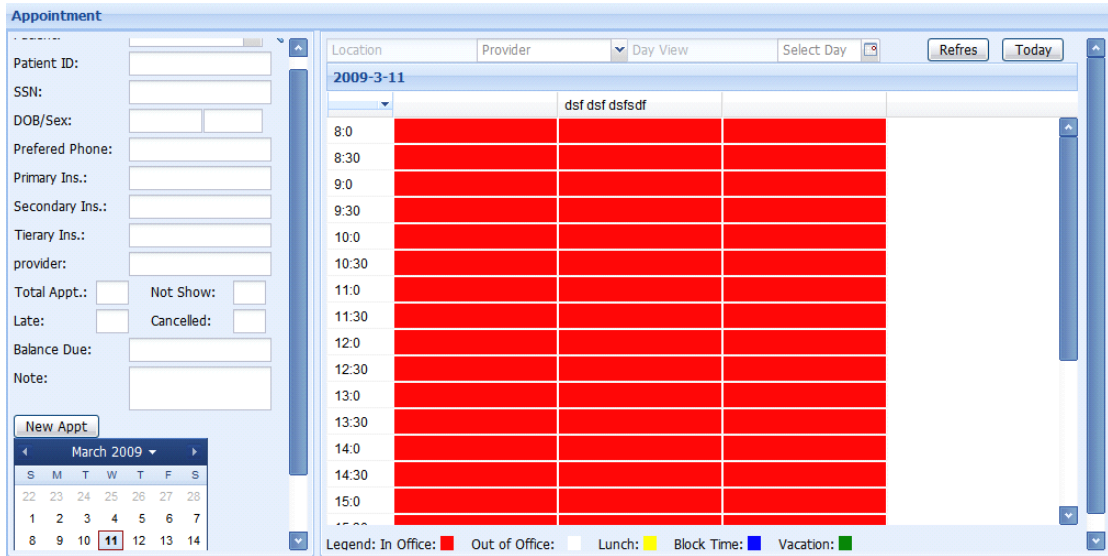 Appointment
Patient ID:
SSN:
DOB/Sex:
Prefered Phone:
Primary Ins.:
Secondary Ins.:
Tierary Ins.:
provider:
Total Appt.: Not Show:
Late: Cancelled:
Balance Due:
Note:
New Appt
March 2009
S M T W T F S
22 23 24 25 26 27 28
1 2 3 4 5 6 7
8 9 10 11 12 13 14
Location Provider Day View Select Day Refres Today
2009-3-11
dsf dsf dsfsdf
8:0
8:30
9:0
9:30
10:0
10:30
11:0
11:30
12:0
12:30
13:0
13:30
14:0
14:30
15:0
Legend: In Office: Out of Office: Lunch: Block Time: Vacation: